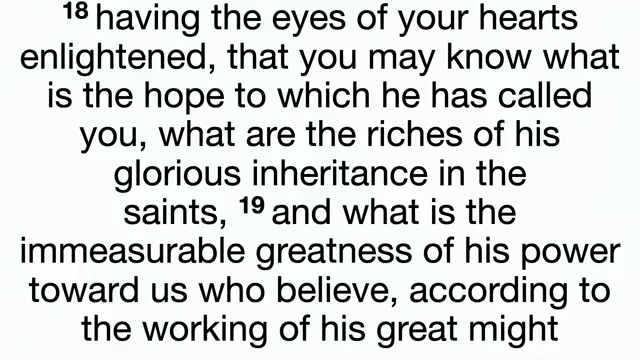 18 having the eyes of your hearts
enlightened, that you may know what
is the hope to which he has called
you, what are the riches of his
glorious inheritance in the
saints, 19 and what is the
immeasurable greatness of his power
toward us who believe, according to
the working of his great might